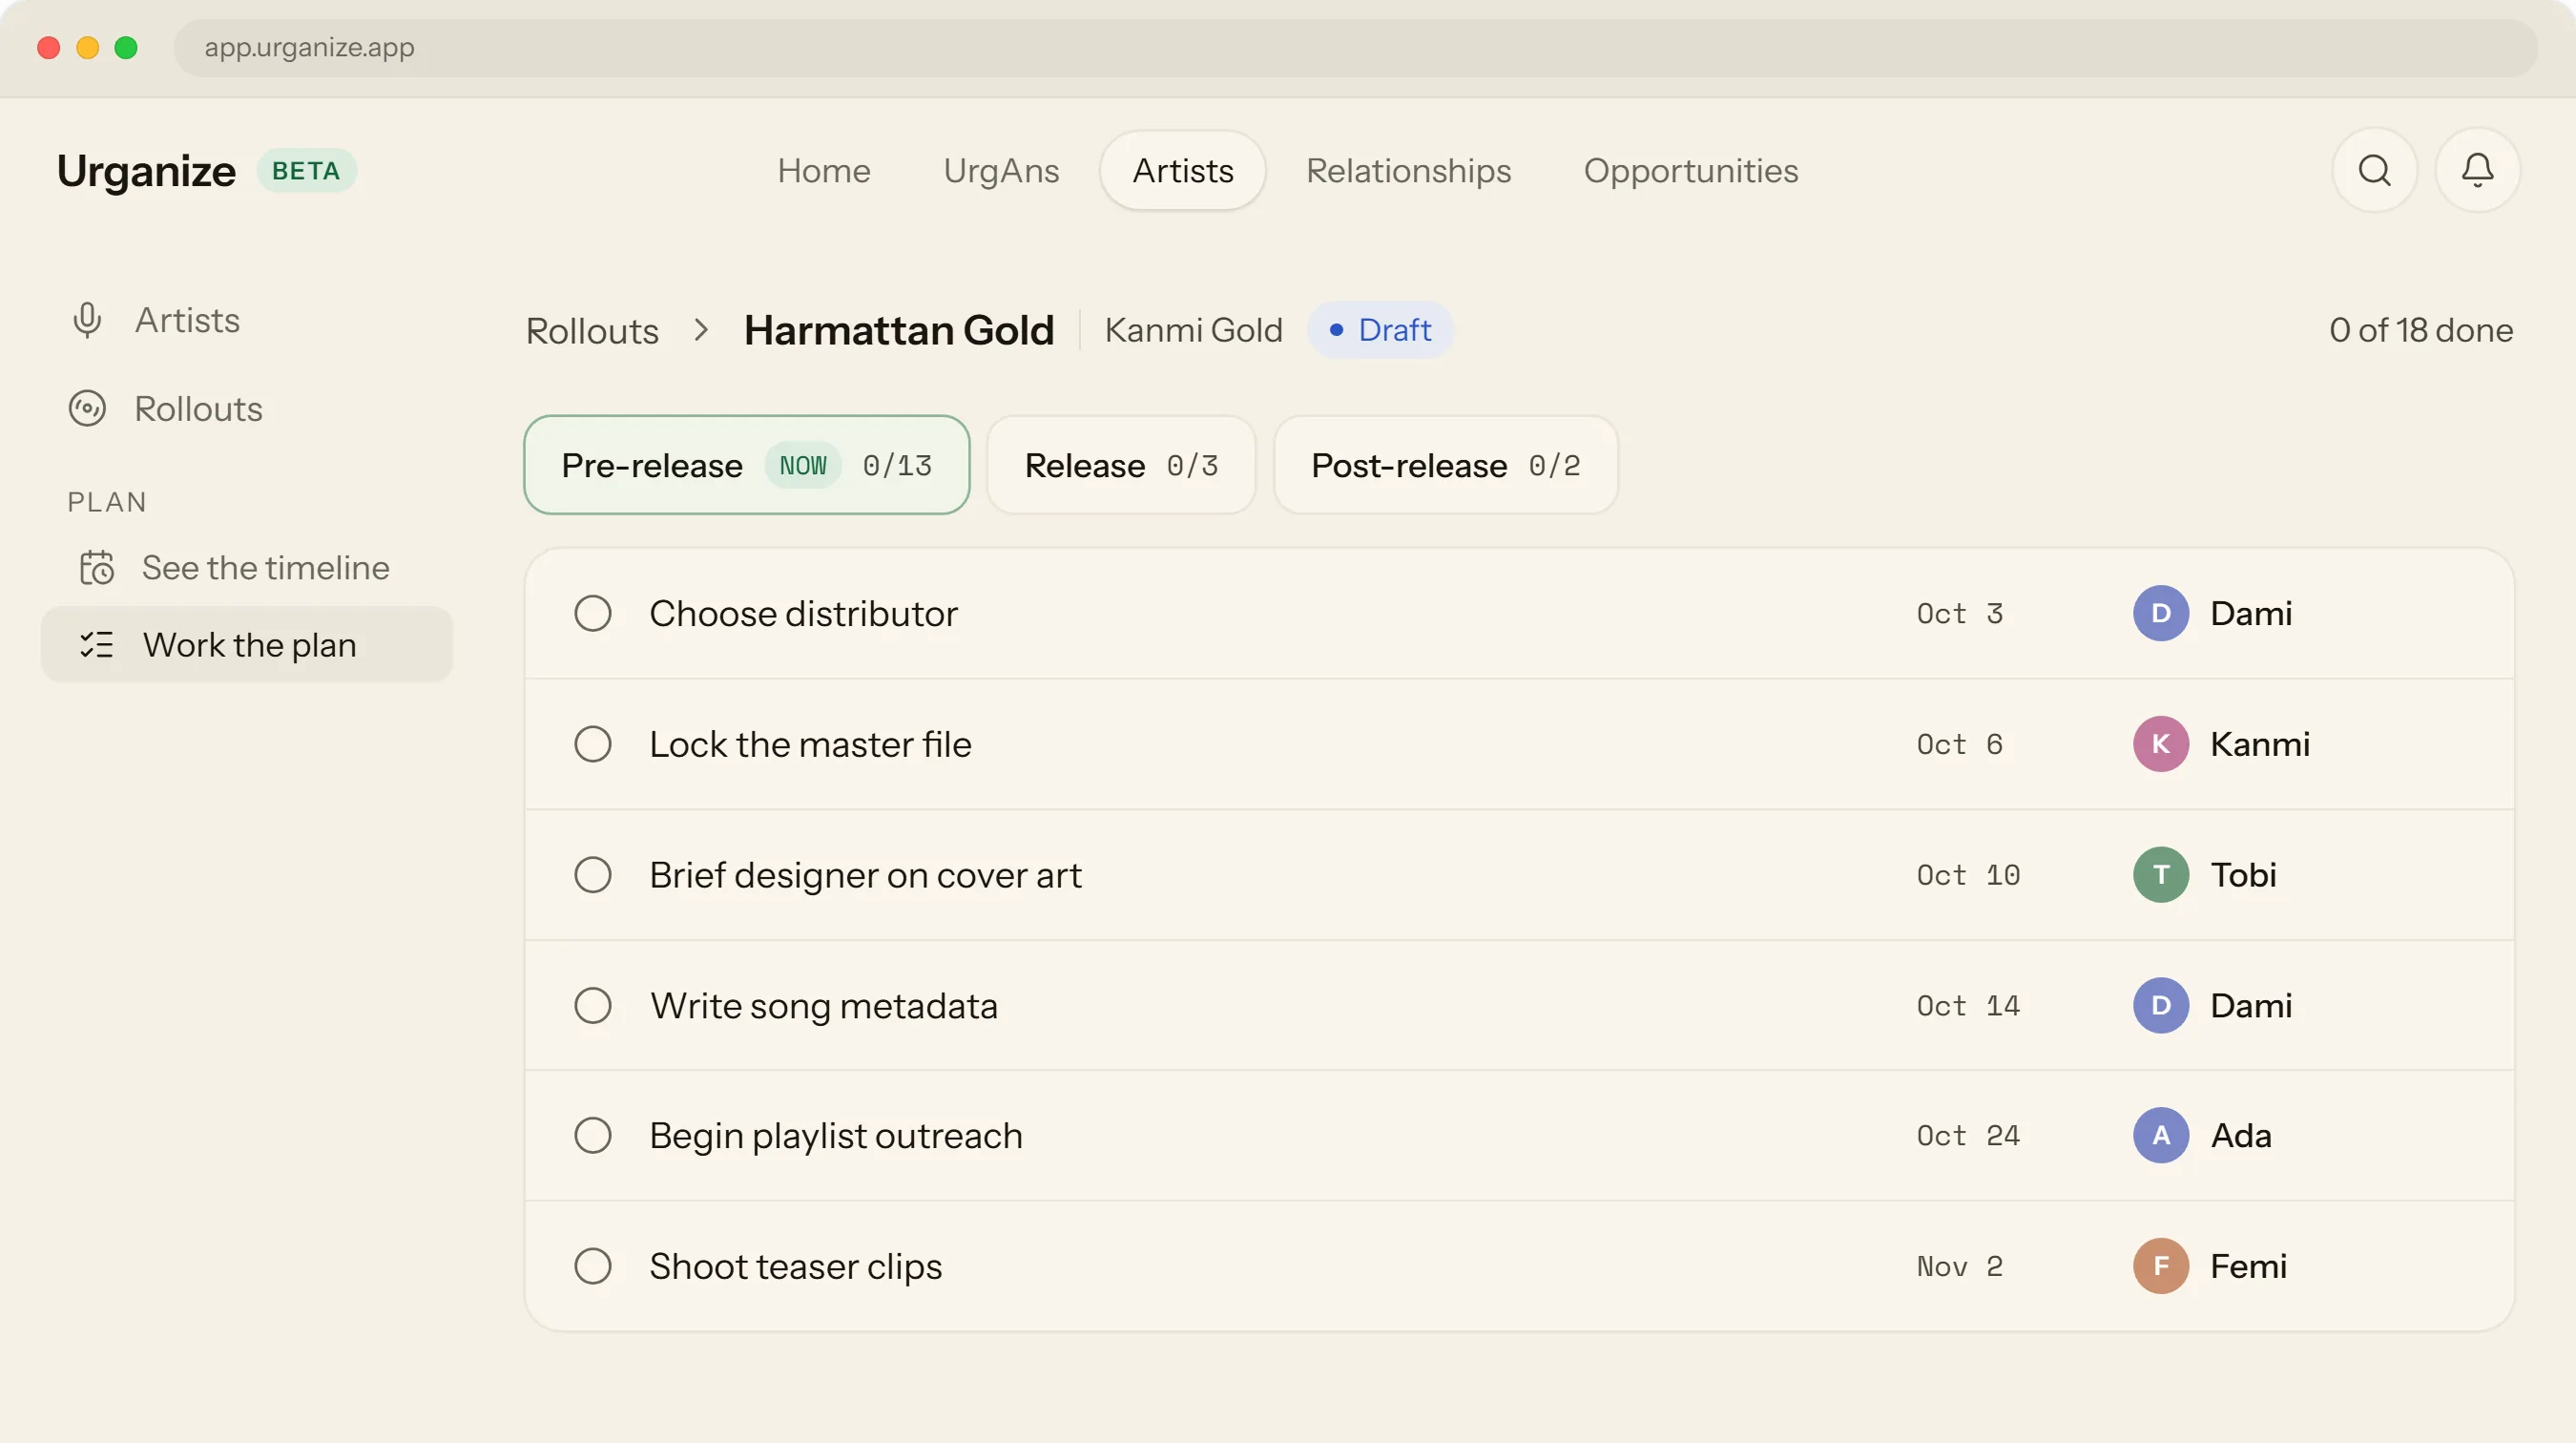 app.urganize.app
Urganize BETA Home UrgAns Artists Relationships Opportunities
Artists
Rollouts
PLAN
See the timeline
Work the plan
Rollouts > Harmattan Gold Kanmi Gold Draft 0 of 18 done
Pre-release NOW 0/13 Release 0/3 Post-release 0/2
Choose distributor Oct 3 D Dami
Lock the master file Oct 6 K Kanmi
Brief designer on cover art Oct 10 T Tobi
Write song metadata Oct 14 D Dami
Begin playlist outreach Oct 24 A Ada
Shoot teaser clips Nov 2 F Femi